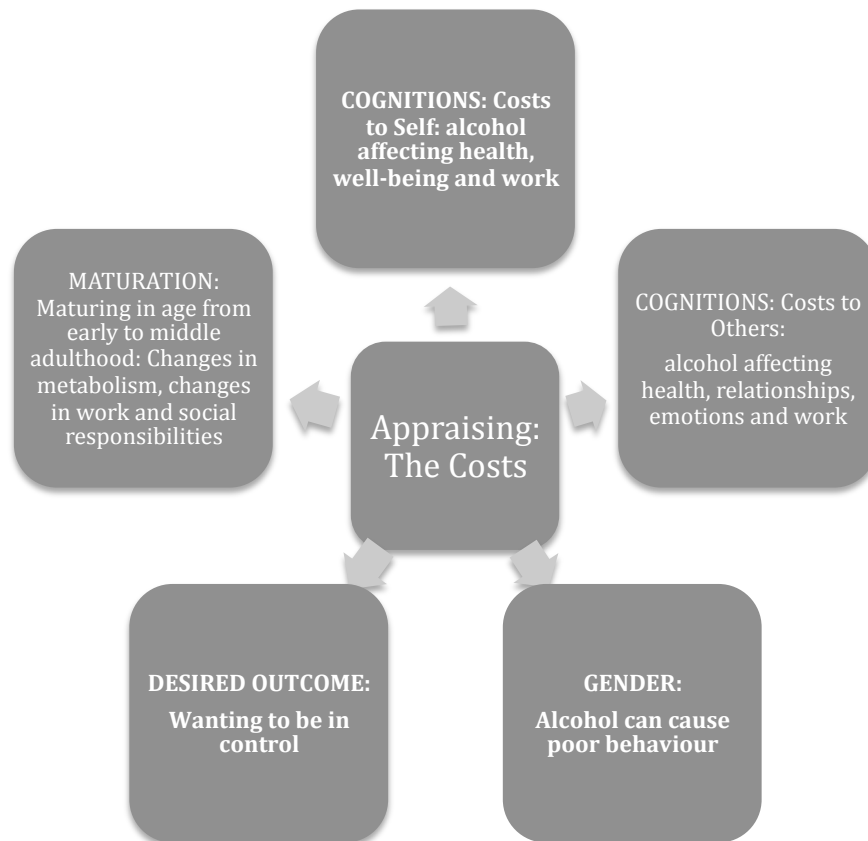 COGNITIONS: Costs
to Self: alcohol
affecting health,
well-being and work
MATURATION:
Maturing in age from
early to middle
adulthood: Changes in
metabolism, changes
in work and social
responsibilities
COGNITIONS: Costs to
Others:
alcohol affecting
health, relationships,
emotions and work
Appraising:
The Costs
DESIRED OUTCOME:
Wanting to be in
control
GENDER:
Alcohol can cause
poor behaviour